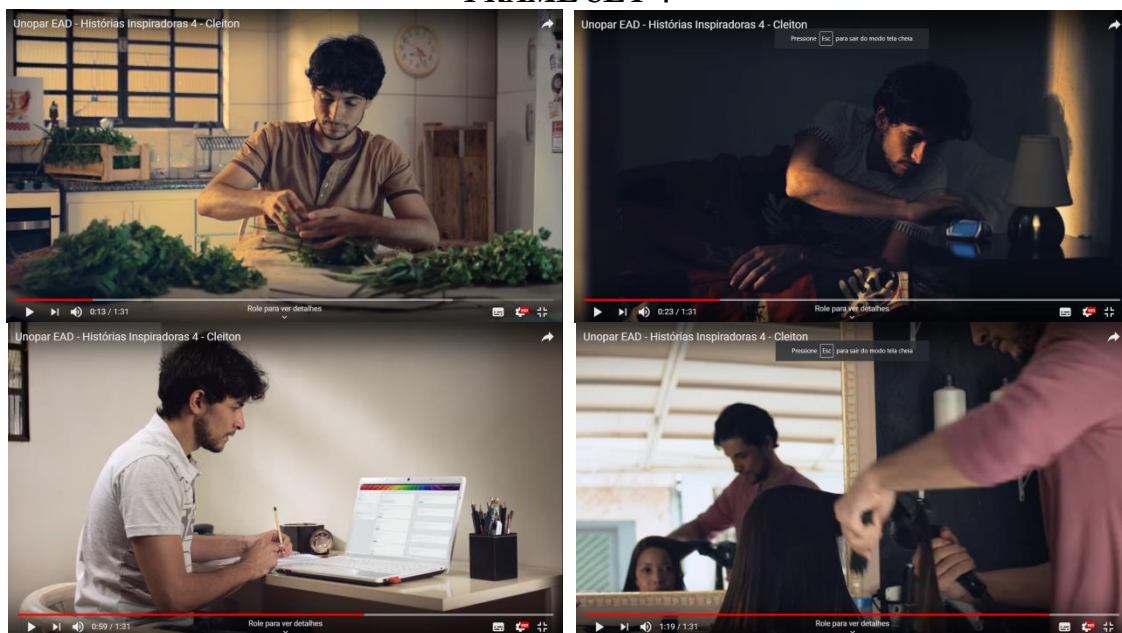 FRAME SET 4
Unopar EAD - Histórias Inspiradoras 4 - Cleiton
0:13 / 1:31
Role para ver detalhes
Unopar EAD - Histórias Inspiradoras 4 - Cleiton
Pressione Esc para sair do modo tela cheia
0:23 / 1:31
Role para ver detalhes
Unopar EAD - Histórias Inspiradoras 4 - Cleiton
0:59 / 1:31
Role para ver detalhes
Unopar EAD - Histórias Inspiradoras 4 - Cleiton
Pressione Esc para sair do modo tela cheia
1:19 / 1:31
Role para ver detalhes